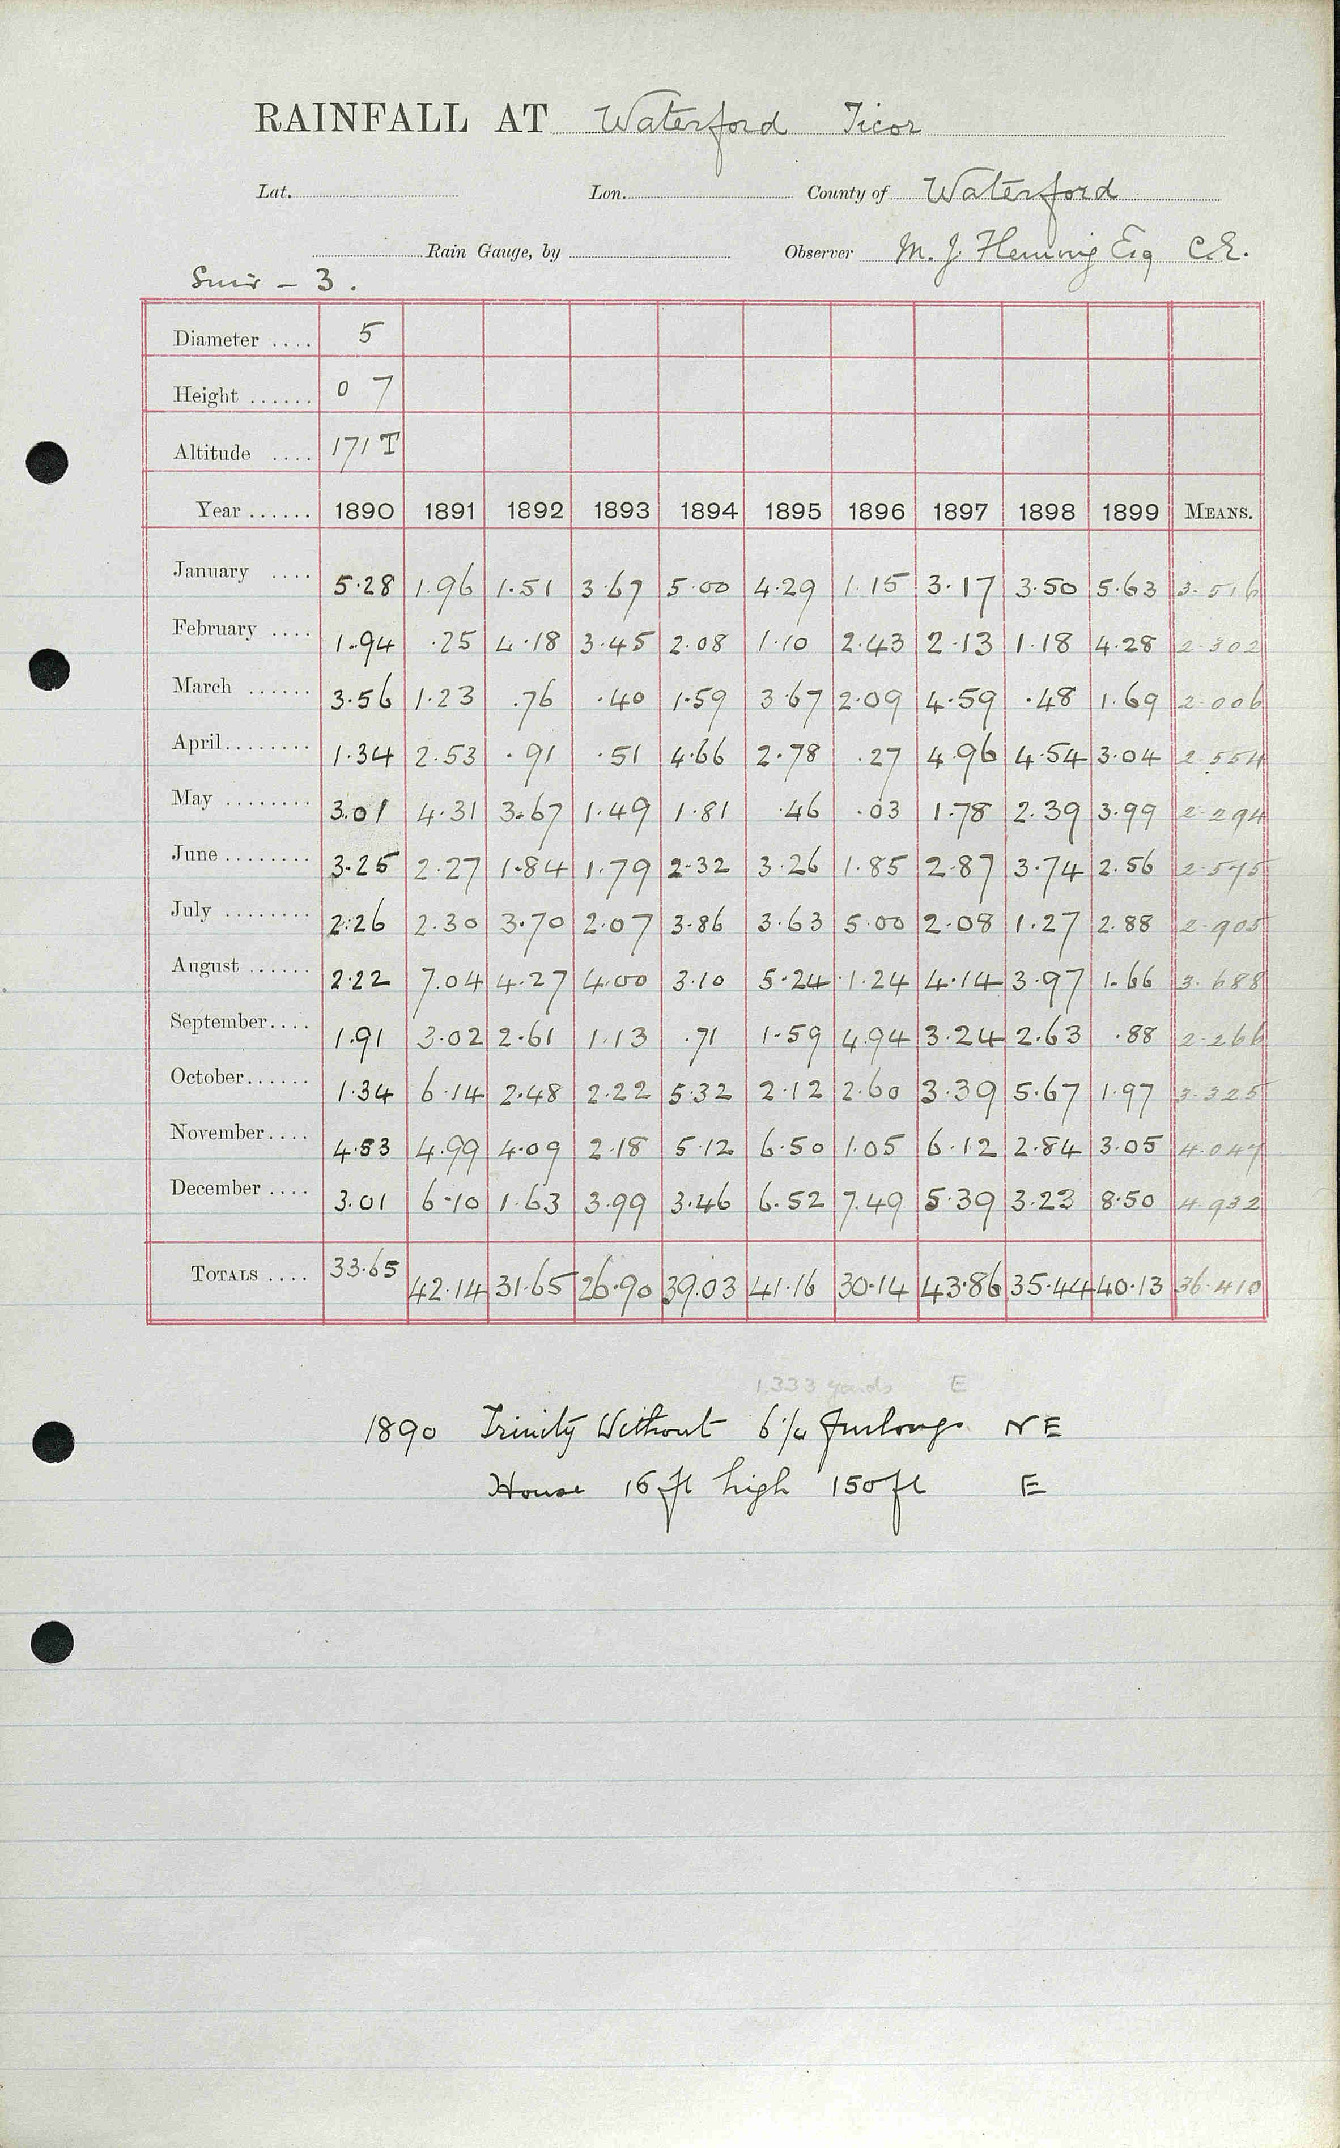 RAINFALL AT Waterford Ticor
Lat. Lon. County of Waterford
Rain Gauge, by Observer M. J. Fleming Esq C.E.
Suir – 3.
Diameter .... 5
Height ...... 0 7
Altitude .... 171 T
Year ...... 1890 1891 1892 1893 1894 1895 1896 1897 1898 1899 MEANS.
January .... 5.28 1.96 1.51 3.67 5.00 4.29 1.15 3.17 3.50 5.63 3.516
February .... 1.94 .25 4.18 3.45 2.08 1.10 2.43 2.13 1.18 4.28 2.302
March ...... 3.56 1.23 .76 .40 1.59 3.67 2.09 4.59 .48 1.69 2.006
April ........ 1.34 2.53 .91 .51 4.66 2.78 .27 4.96 4.54 3.04 2.554
May ........ 3.01 4.31 3.67 1.49 1.81 .46 .03 1.78 2.39 3.99 2.294
June ........ 3.25 2.27 1.84 1.79 2.32 3.26 1.85 2.87 3.74 2.56 2.575
July ........ 2.26 2.30 3.70 2.07 3.86 3.63 5.00 2.08 1.27 2.88 2.905
August ...... 2.22 7.04 4.27 4.00 3.10 5.24 1.24 4.14 3.97 1.66 3.688
September .... 1.91 3.02 2.61 1.13 .71 1.59 4.94 3.24 2.63 .88 2.266
October ...... 1.34 6.14 2.48 2.22 5.32 2.12 2.60 3.39 5.67 1.97 3.325
November .... 4.53 4.99 4.09 2.18 5.12 6.50 1.05 6.12 2.84 3.05 4.047
December .... 3.01 6.10 1.63 3.99 3.46 6.52 7.49 5.39 3.23 8.50 4.932
TOTALS .... 33.65 42.14 31.65 26.90 39.03 41.16 30.14 43.86 35.44 40.13 36.410
1,333 yards E
1890 Trinity Without 6 1/4 furlongs NE
House 16 ft high 150 ft E